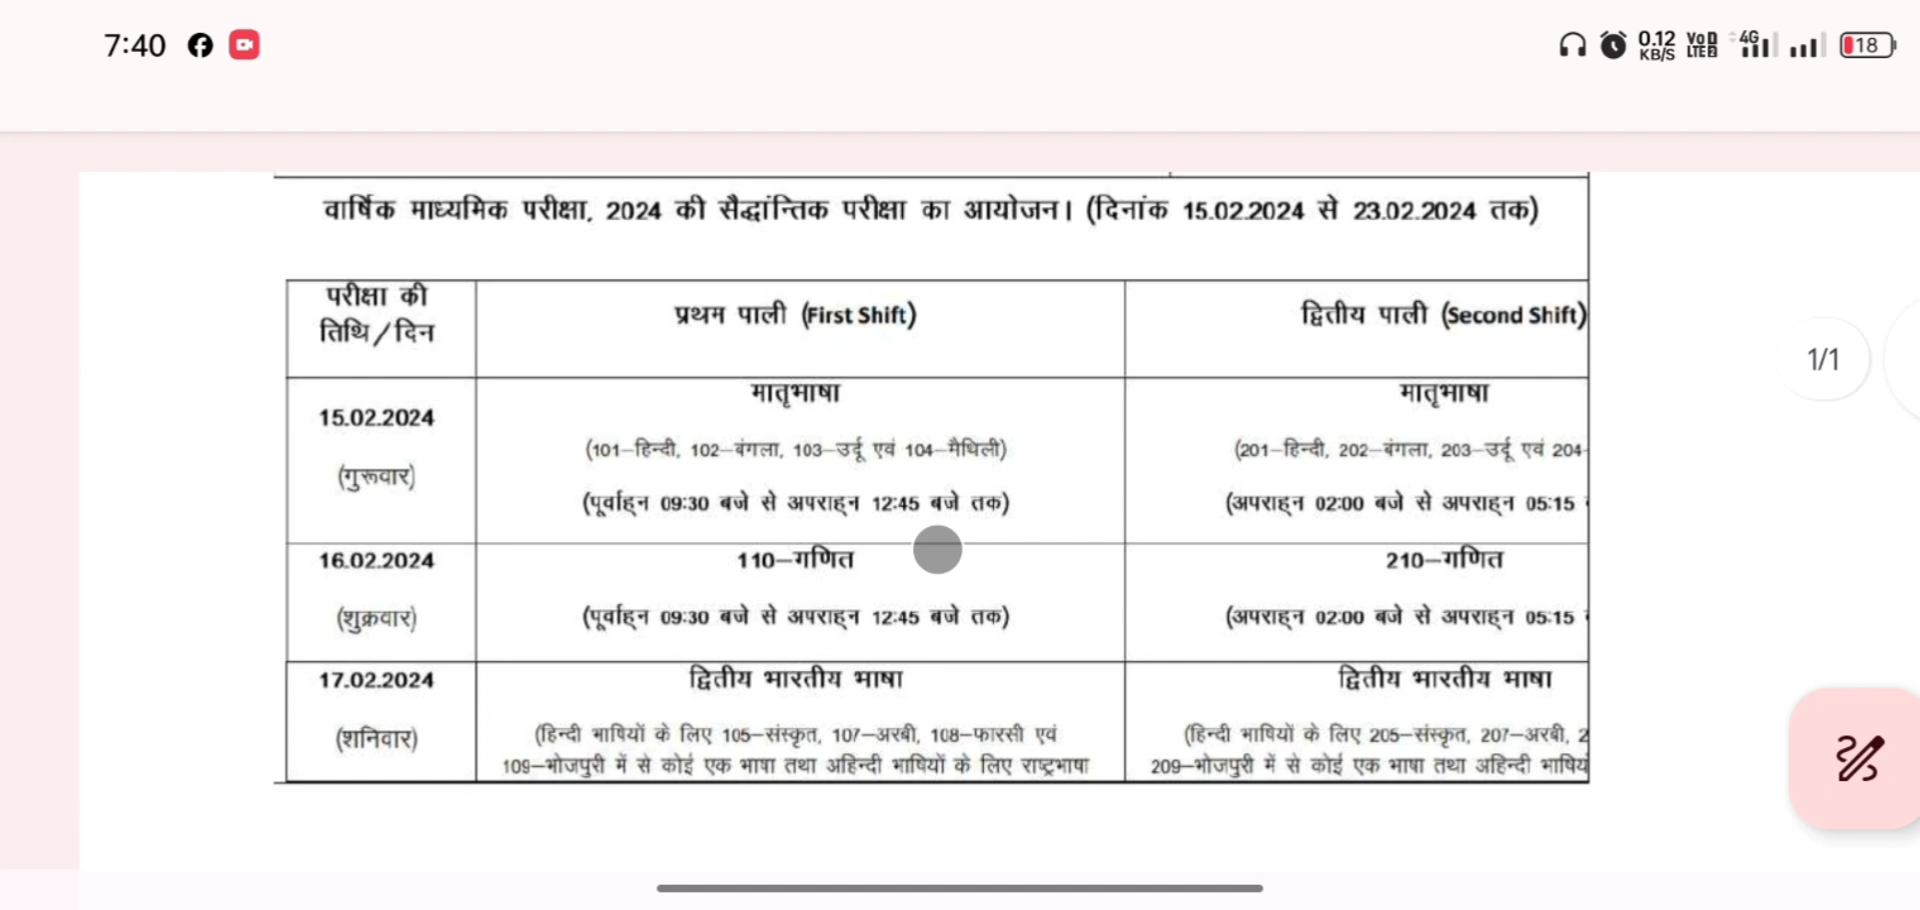 7:40
0.12 KB/S
VoD LTE2
4G
18
वार्षिक माध्यमिक परीक्षा, 2024 की सैद्धांन्तिक परीक्षा का आयोजन। (दिनांक 15.02.2024 से 23.02.2024 तक)
परीक्षा की
तिथि/दिन
प्रथम पाली (First Shift)
द्वितीय पाली (Second Shift)
1/1
15.02.2024
(गुरूवार)
मातृभाषा
(101–हिन्दी, 102–बंगला, 103–उर्दू एवं 104–मैथिली)
(पूर्वाहृन 09:30 बजे से अपराहृन 12:45 बजे तक)
मातृभाषा
(201–हिन्दी, 202–बंगला, 203–उर्दू एवं 204-
(अपराहृन 02:00 बजे से अपराहृन 05:15
16.02.2024
(शुक्रवार)
110–गणित
(पूर्वाहृन 09:30 बजे से अपराहृन 12:45 बजे तक)
210–गणित
(अपराहृन 02:00 बजे से अपराहृन 05:15
17.02.2024
(शनिवार)
द्वितीय भारतीय भाषा
(हिन्दी भाषियों के लिए 105–संस्कृत, 107–अरबी, 108–फारसी एवं
109–भोजपुरी में से कोई एक भाषा तथा अहिन्दी भाषियों के लिए राष्ट्रभाषा
द्वितीय भारतीय भाषा
(हिन्दी भाषियों के लिए 205–संस्कृत, 207–अरबी, 2
209–भोजपुरी में से कोई एक भाषा तथा अहिन्दी भाषिय